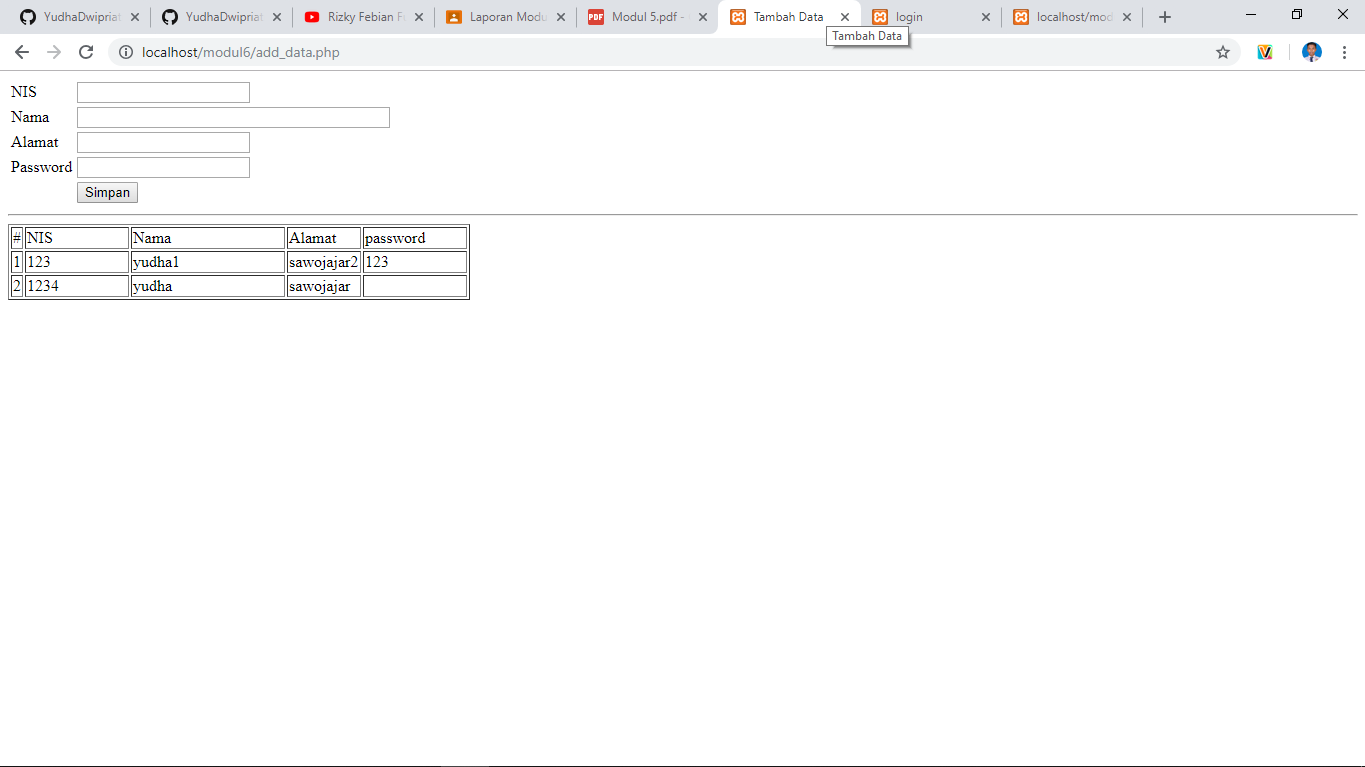 YudhaDwipriat YudhaDwipriat Rizky Febian F Laporan Modu Modul 5.pdf - Tambah Data login localhost/mod
Tambah Data
localhost/modul6/add_data.php
NIS
Nama
Alamat
Password
Simpan
# NIS Nama Alamat password
1 123 yudha1 sawojajar2 123
2 1234 yudha sawojajar